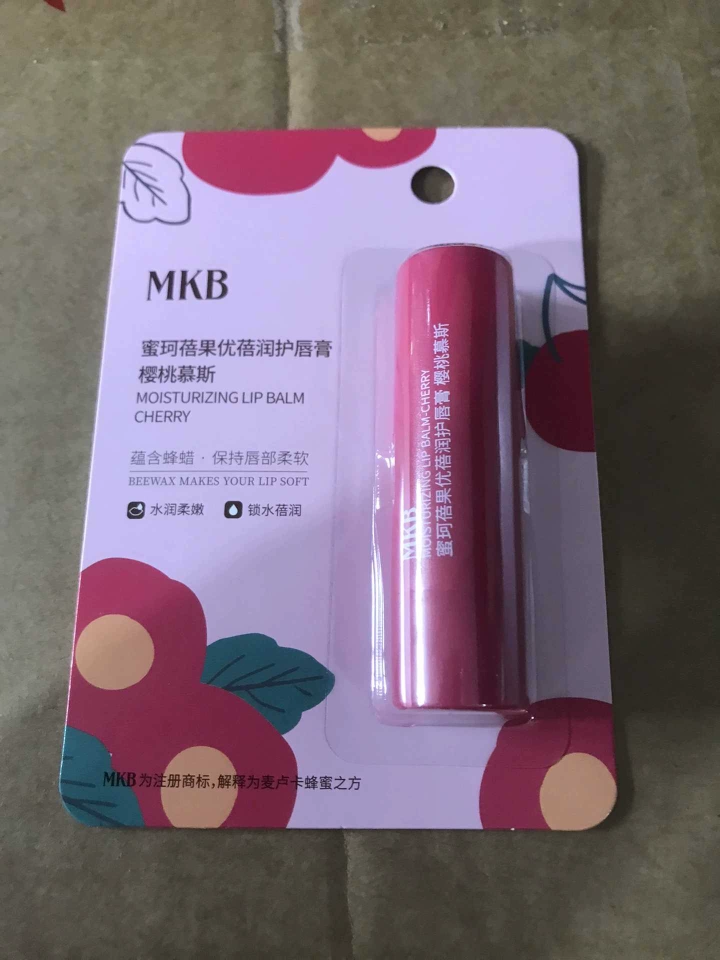 MKB
蜜珂蓓果优蓓润护唇膏
樱桃慕斯
MOISTURIZING LIP BALM
CHERRY
蕴含蜂蜡·保持唇部柔软
BEEWAX MAKES YOUR LIP SOFT
水润柔嫩 锁水蓓润
MKB
MOISTURIZING LIP BALM-CHERRY
蜜珂蓓果优蓓润护唇膏 樱桃慕斯
MKB为注册商标,解释为麦卢卡蜂蜜之方